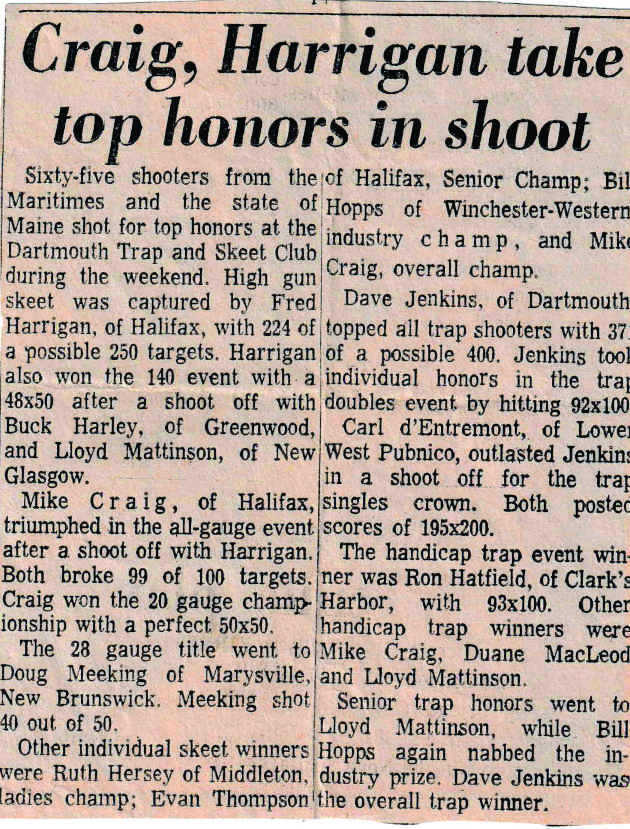 Craig, Harrigan take
top honors in shoot
Sixty-five shooters from the
Maritimes and the state of
Maine shot for top honors at the
Dartmouth Trap and Skeet Club
during the weekend. High gun
skeet was captured by Fred
Harrigan, of Halifax, with 224 of
a possible 250 targets. Harrigan
also won the 140 event with a
48x50 after a shoot off with
Buck Harley, of Greenwood,
and Lloyd Mattinson, of New
Glasgow.
Mike Craig, of Halifax,
triumphed in the all-gauge event
after a shoot off with Harrigan.
Both broke 99 of 100 targets.
Craig won the 20 gauge champ-
ionship with a perfect 50x50.
The 28 gauge title went to
Doug Meeking of Marysville,
New Brunswick. Meeking shot
40 out of 50.
Other individual skeet winners
were Ruth Hersey of Middleton,
ladies champ; Evan Thompson
of Halifax, Senior Champ; Bil
Hopps of Winchester-Western
industry champ, and Mike
Craig, overall champ.
Dave Jenkins, of Dartmouth
topped all trap shooters with 37
of a possible 400. Jenkins took
individual honors in the trap
doubles event by hitting 92x100
Carl d'Entremont, of Lower
West Pubnico, outlasted Jenkins
in a shoot off for the trap
singles crown. Both posted
scores of 195x200.
The handicap trap event win-
ner was Ron Hatfield, of Clark's
Harbor, with 93x100. Other
handicap trap winners were
Mike Craig, Duane MacLeod
and Lloyd Mattinson.
Senior trap honors went to
Lloyd Mattinson, while Bill
Hopps again nabbed the in-
dustry prize. Dave Jenkins was
the overall trap winner.